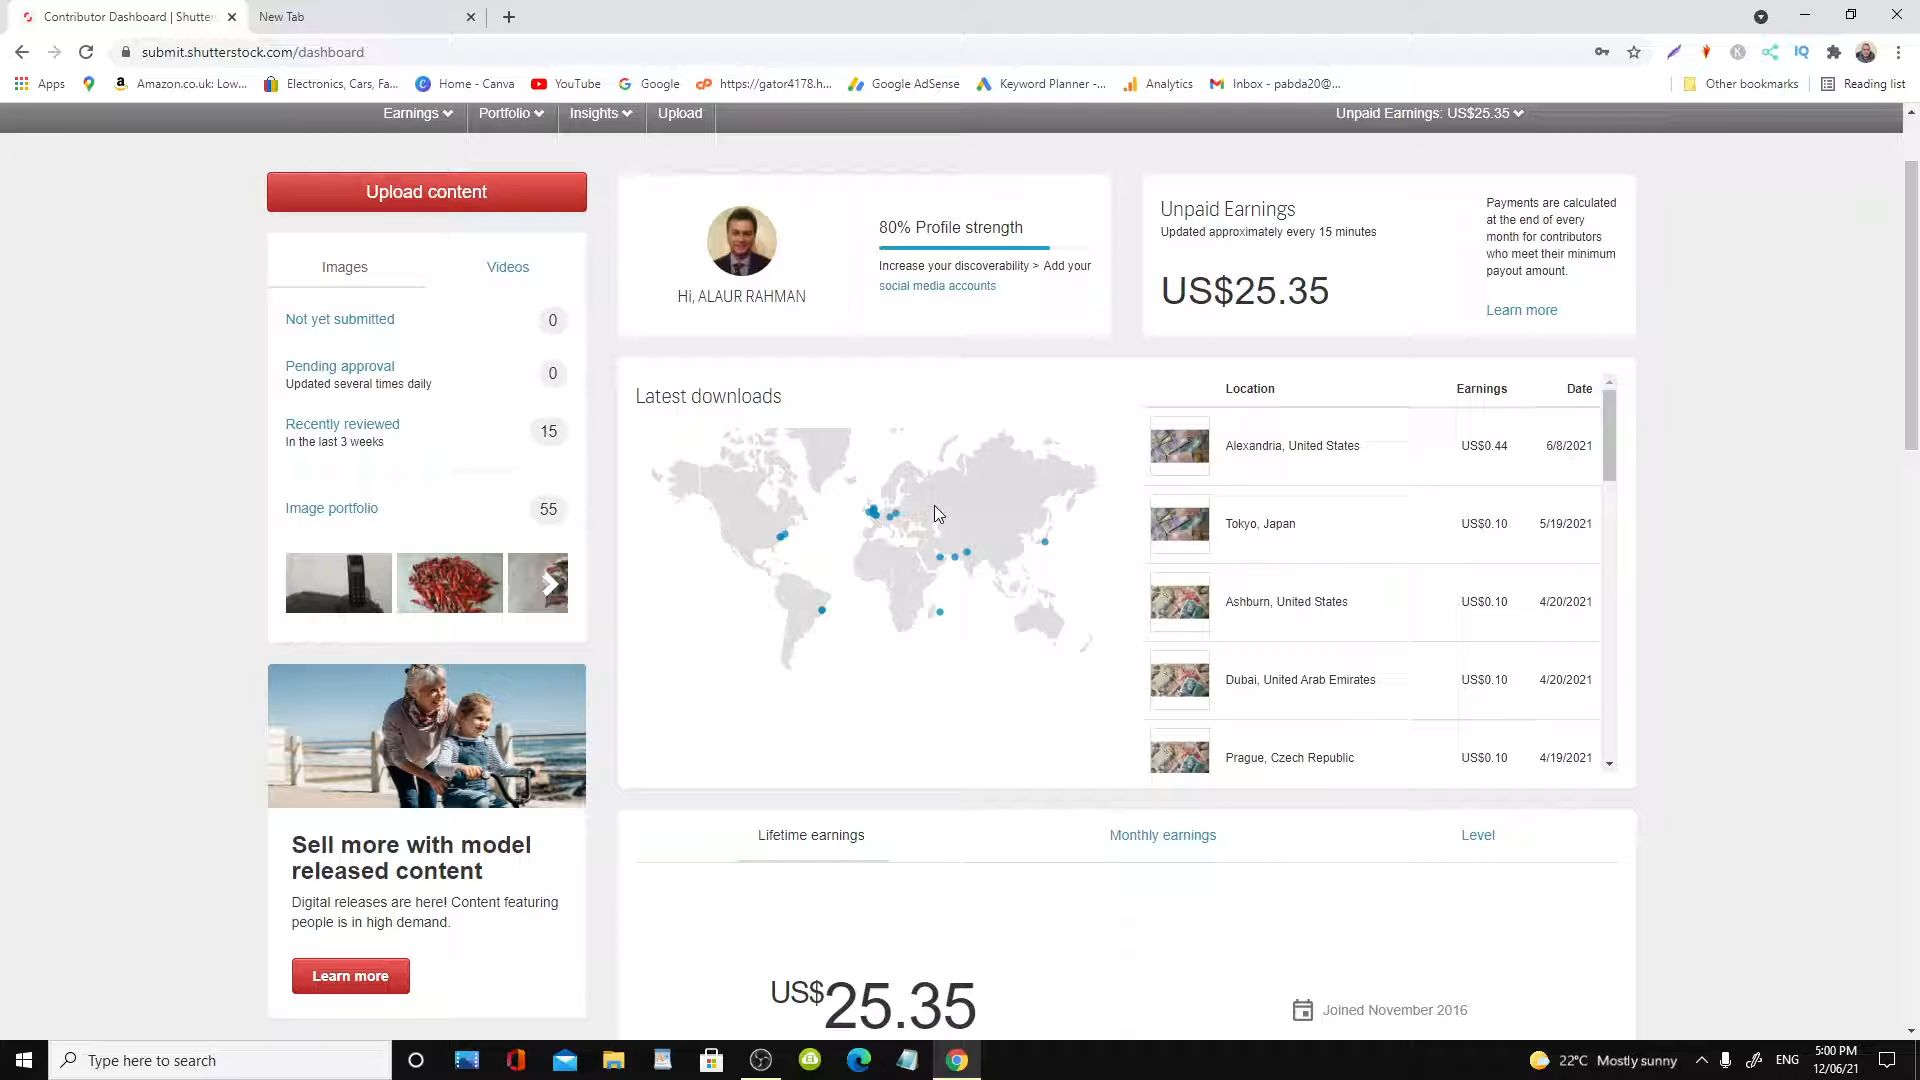 Contributor Dashboard | Shutters
New Tab
submit.shutterstock.com/dashboard
Apps
Amazon.co.uk: Low...
Electronics, Cars, Fa...
Home - Canva
YouTube
Google
https://gator4178.h...
Google AdSense
Keyword Planner -...
Analytics
Inbox - pabda20@...
Other bookmarks
Reading list
Earnings
Portfolio
Insights
Upload
Unpaid Earnings: US$25.35
Upload content
Images
Videos
Not yet submitted
0
Pending approval
0
Updated several times daily
Recently reviewed
15
In the last 3 weeks
Image portfolio
55
Sell more with model
released content
Digital releases are here! Content featuring
people is in high demand.
Learn more
Hi, ALAUR RAHMAN
80% Profile strength
Increase your discoverability > Add your
social media accounts
Unpaid Earnings
Updated approximately every 15 minutes
US$25.35
Payments are calculated
at the end of every
month for contributors
who meet their minimum
payout amount.
Learn more
Latest downloads
Location Earnings Date
Alexandria, United States US$0.44 6/8/2021
Tokyo, Japan US$0.10 5/19/2021
Ashburn, United States US$0.10 4/20/2021
Dubai, United Arab Emirates US$0.10 4/20/2021
Prague, Czech Republic US$0.10 4/19/2021
Lifetime earnings
Monthly earnings
Level
US$25.35
Joined November 2016
Type here to search
22°C Mostly sunny
ENG
5:00 PM
12/06/21